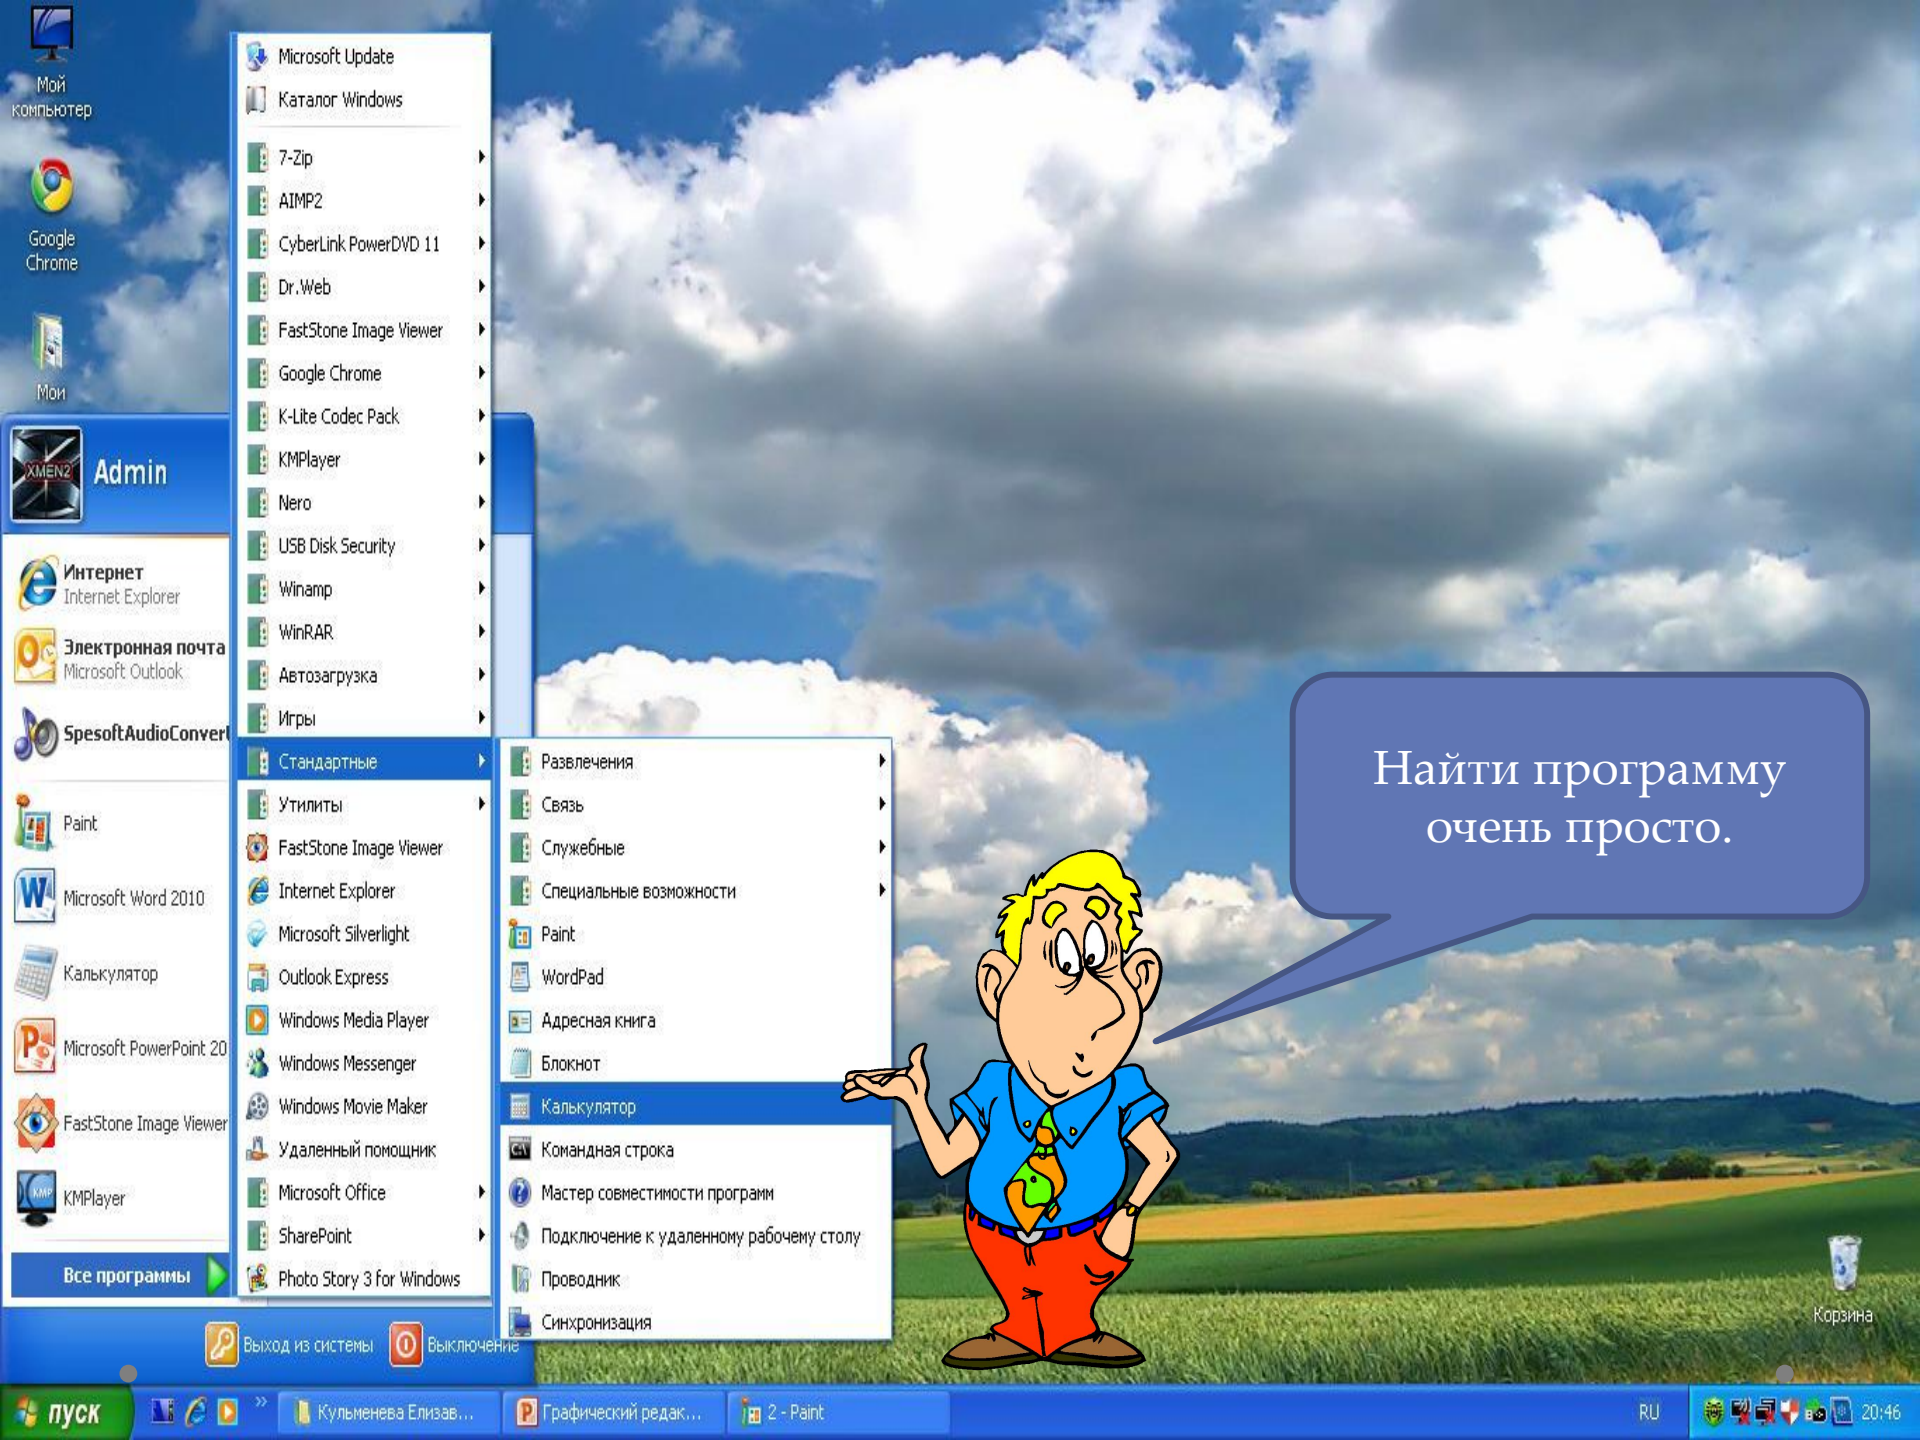 Мой
компьютер
Google
Chrome
Мои
XMEN2
Admin
Интернет
Internet Explorer
Электронная почта
Microsoft Outlook
SpesoftAudioConvert
Paint
Microsoft Word 2010
Калькулятор
Microsoft PowerPoint 20
FastStone Image Viewer
KMPlayer
Все программы
Microsoft Update
Каталог Windows
7-Zip
AIMP2
CyberLink PowerDVD 11
Dr.Web
FastStone Image Viewer
Google Chrome
K-Lite Codec Pack
KMPlayer
Nero
USB Disk Security
Winamp
WinRAR
Автозагрузка
Игры
Стандартные
Утилиты
FastStone Image Viewer
Internet Explorer
Microsoft Silverlight
Outlook Express
Windows Media Player
Windows Messenger
Windows Movie Maker
Удаленный помощник
Microsoft Office
SharePoint
Photo Story 3 for Windows
Развлечения
Связь
Служебные
Специальные возможности
Paint
WordPad
Адресная книга
Блокнот
Калькулятор
Командная строка
Мастер совместимости программ
Подключение к удаленному рабочему столу
Проводник
Синхронизация
Найти программу
очень просто.
Корзина
Выход из системы
Выключение
пуск
Кульменева Елизав...
Графический редак...
2 - Paint
RU
20:46